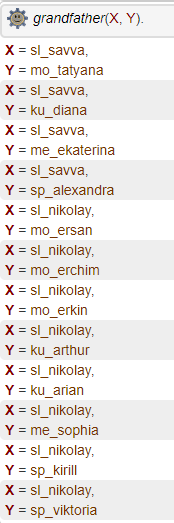 grandfather(X, Y).
X = sl_savva,
Y = mo_tatyana
X = sl_savva,
Y = ku_diana
X = sl_savva,
Y = me_ekaterina
X = sl_savva,
Y = sp_alexandra
X = sl_nikolay,
Y = mo_ersan
X = sl_nikolay,
Y = mo_erchim
X = sl_nikolay,
Y = mo_erkin
X = sl_nikolay,
Y = ku_arthur
X = sl_nikolay,
Y = ku_arian
X = sl_nikolay,
Y = me_sophia
X = sl_nikolay,
Y = sp_kirill
X = sl_nikolay,
Y = sp_viktoria